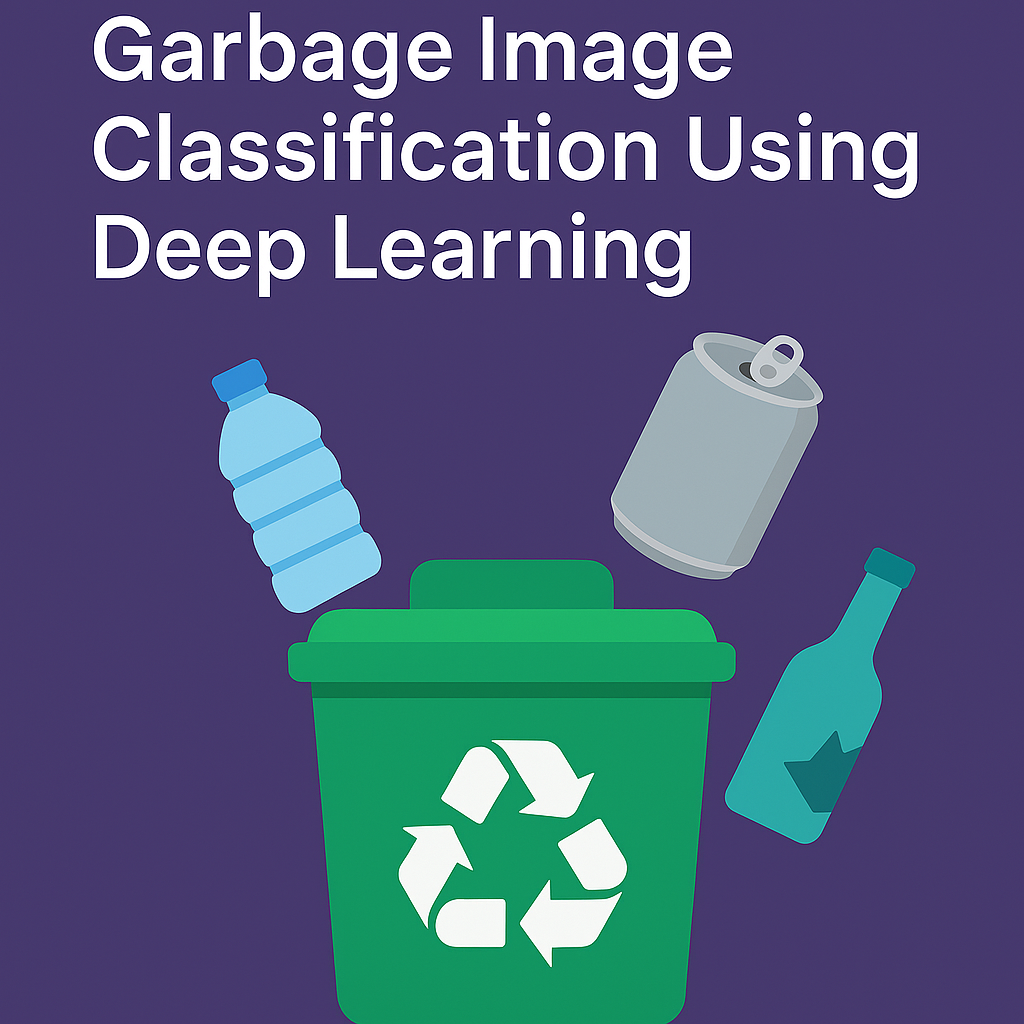 Garbage Image
Classification Using
Deep Learning